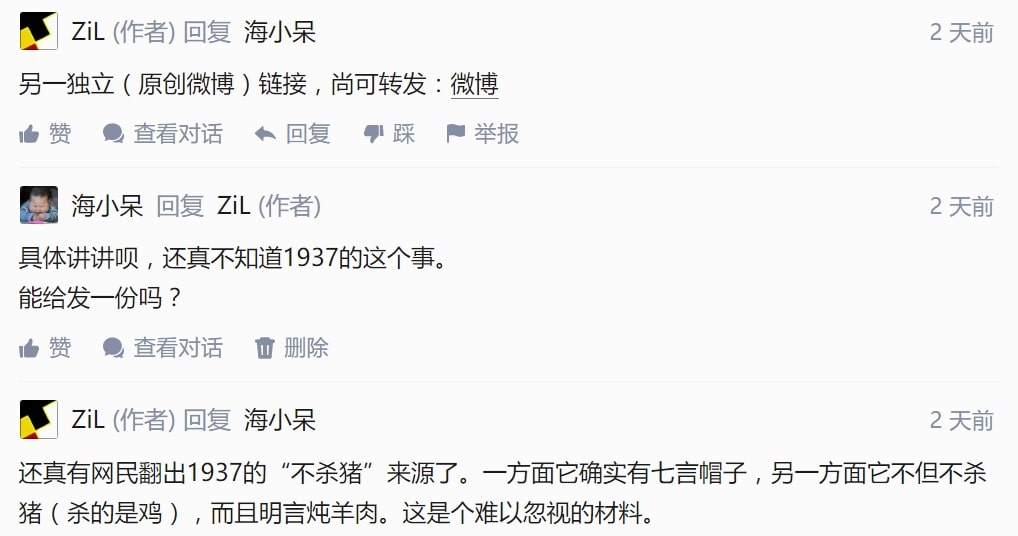 ZiL (作者) 回复 海小呆 2 天前
另一独立（原创微博）链接，尚可转发：微博
赞 查看对话 回复 踩 举报
海小呆 回复 ZiL (作者) 2 天前
具体讲讲呗，还真不知道1937的这个事。
能给发一份吗？
赞 查看对话 删除
ZiL (作者) 回复 海小呆 2 天前
还真有网民翻出1937的“不杀猪”来源了。一方面它确实有七言帽子，另一方面它不但不杀
猪（杀的是鸡），而且明言炖羊肉。这是个难以忽视的材料。